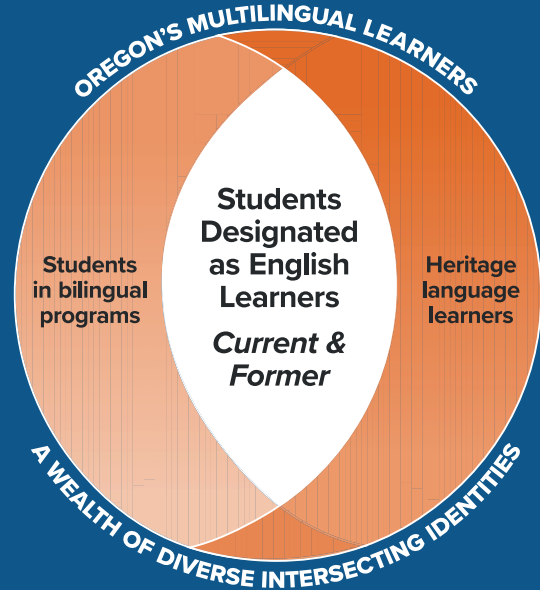 OREGON'S MULTILINGUAL LEARNERS
Students
in bilingual
programs
Students
Designated
as English
Learners
Current &
Former
Heritage
language
learners
A WEALTH OF DIVERSE INTERSECTING IDENTITIES